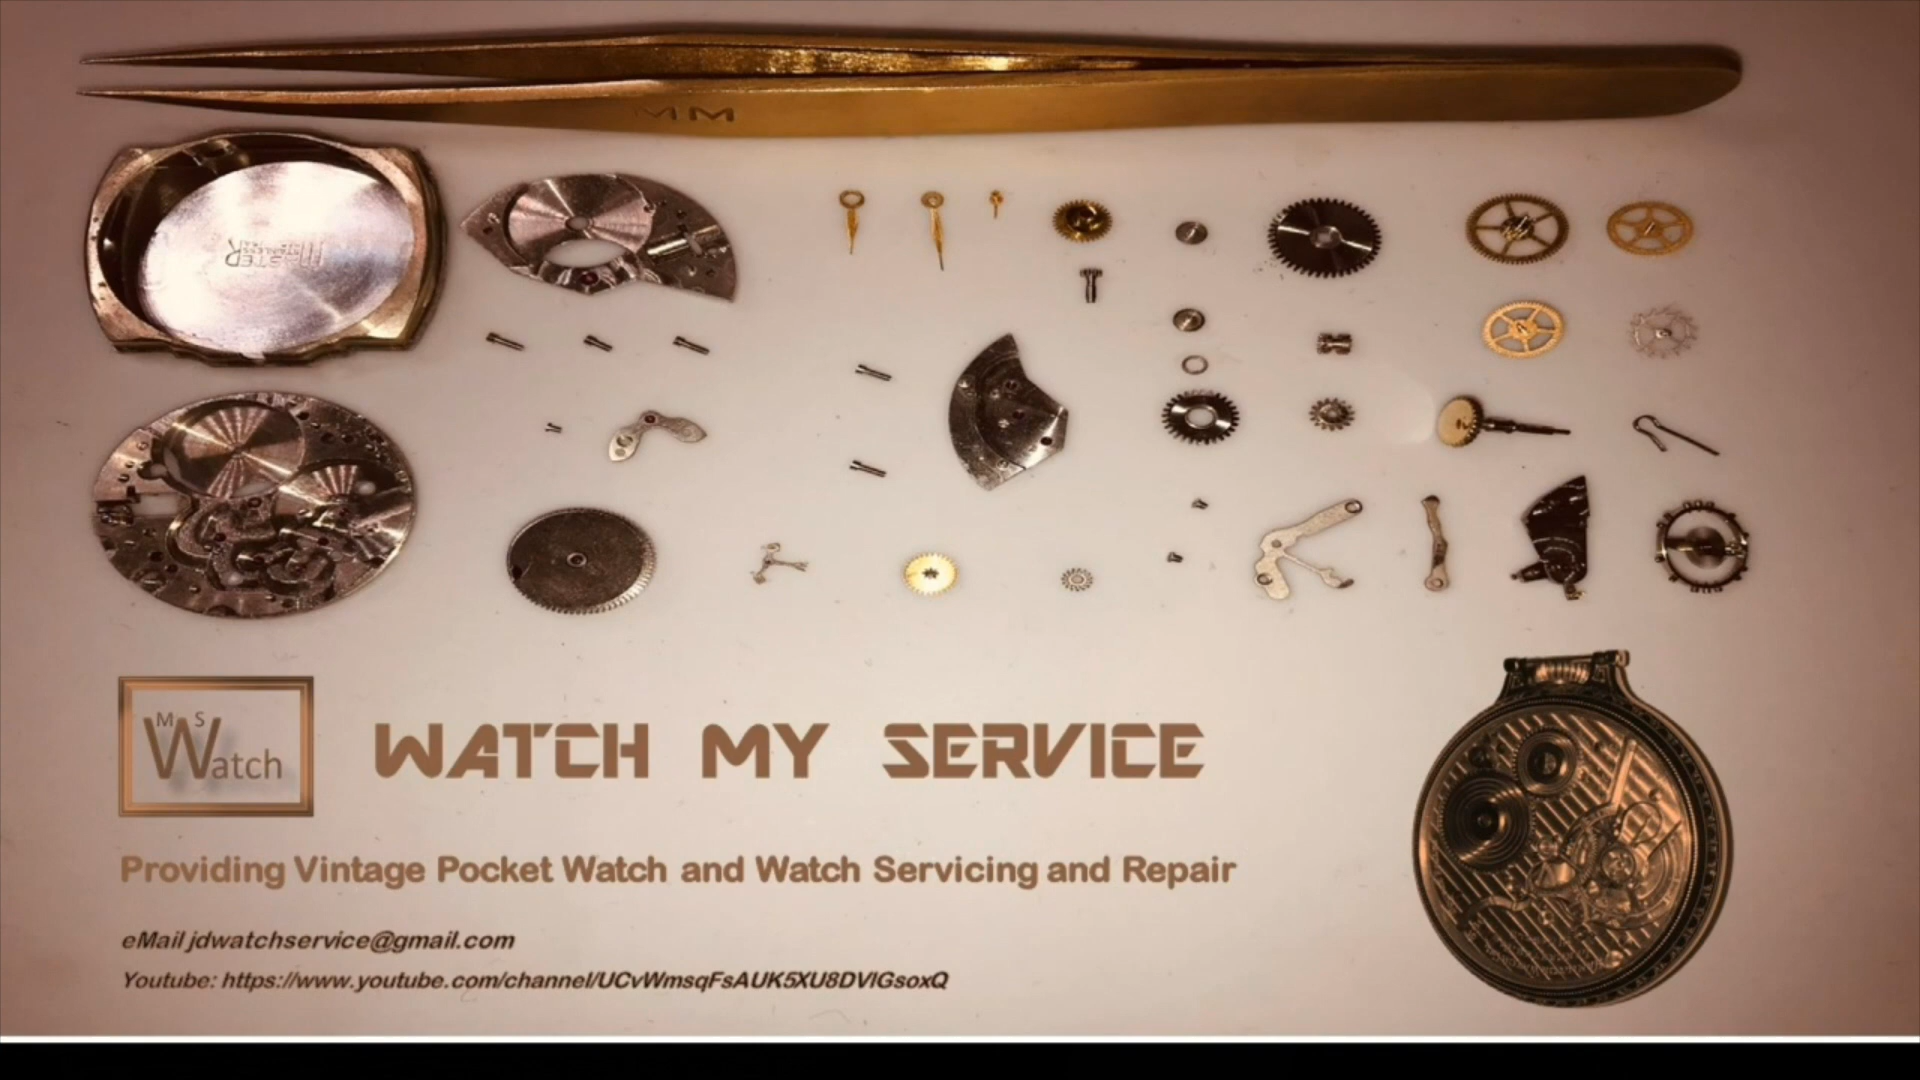 MM
M S
Watch
WATCH MY SERVICE
Providing Vintage Pocket Watch and Watch Servicing and Repair
eMail jdwatchservice@gmail.com
Youtube: https://www.youtube.com/channel/UCvWmsqFsAUK5XU8DVIGsoxQ